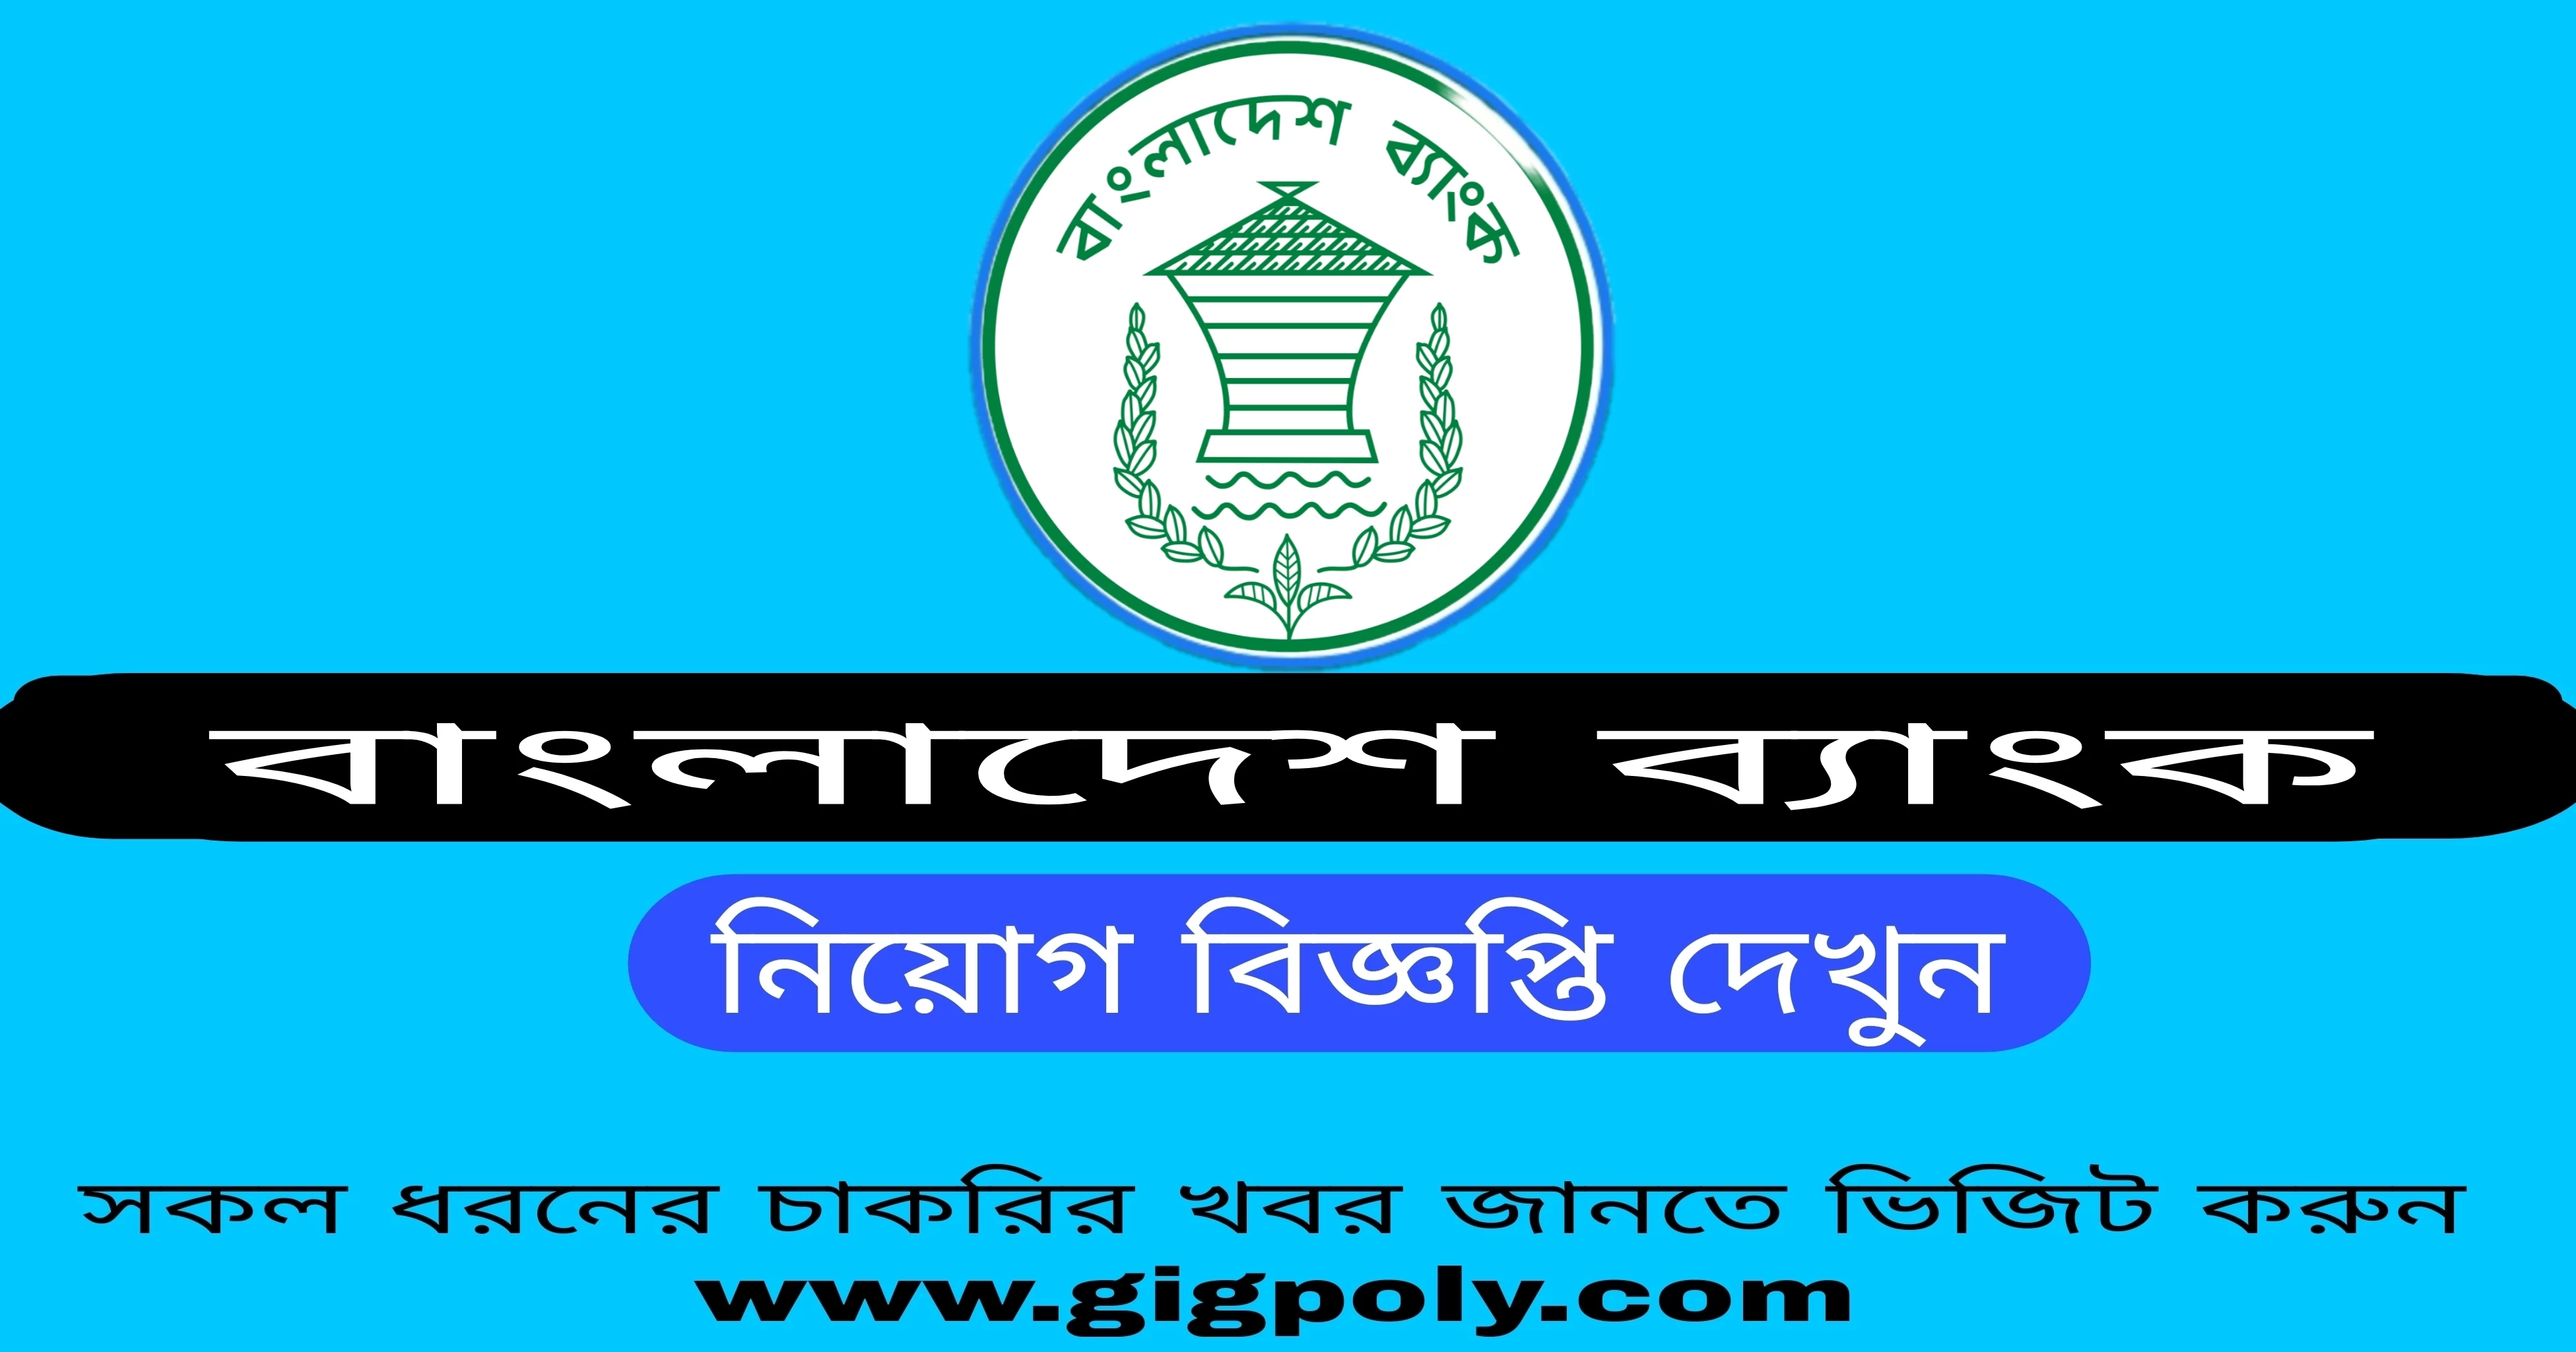 বাংলাদেশ ব্যাংক
বাংলাদেশ ব্যাংক
নিয়োগ বিজ্ঞপ্তি দেখুন
সকল ধরনের চাকরির খবর জানতে ভিজিট করুন
www.gigpoly.com